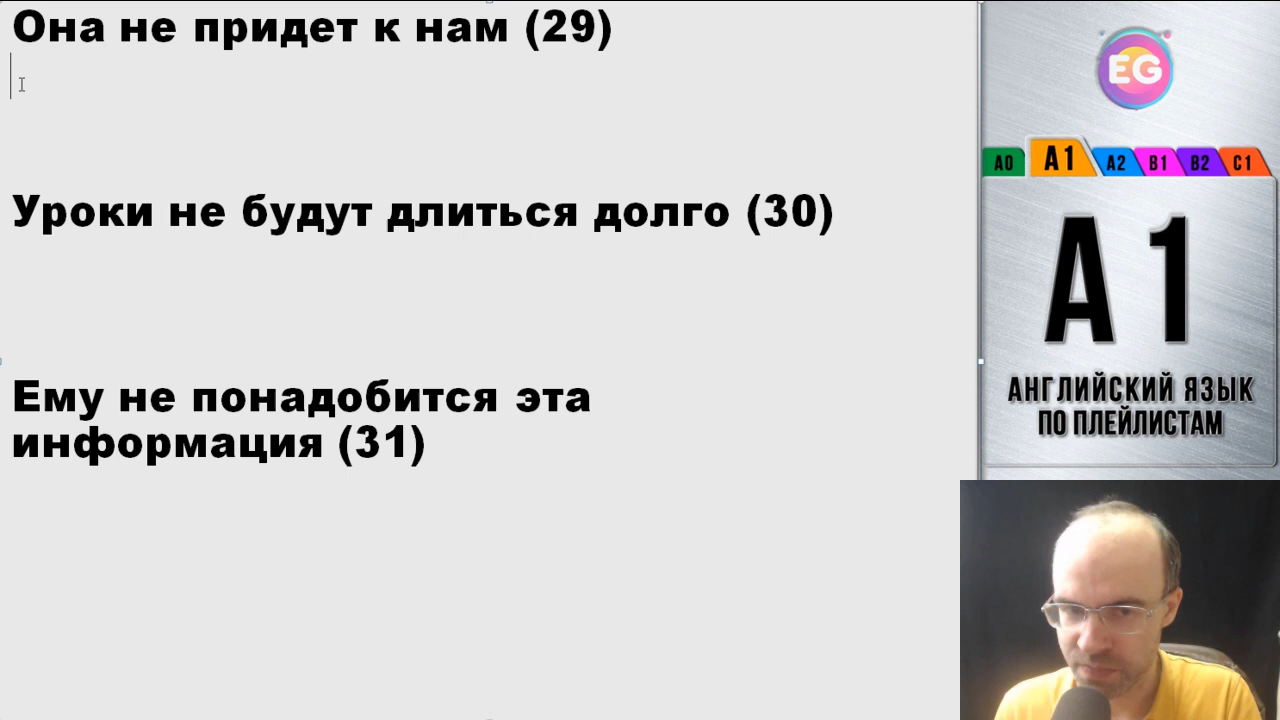 Она не придет к нам (29)
Уроки не будут длиться долго (30)
Ему не понадобится эта
информация (31)
EG
A0 A1 A2 B1 B2 C1
A1
АНГЛИЙСКИЙ ЯЗЫК
ПО ПЛЕЙЛИСТАМ